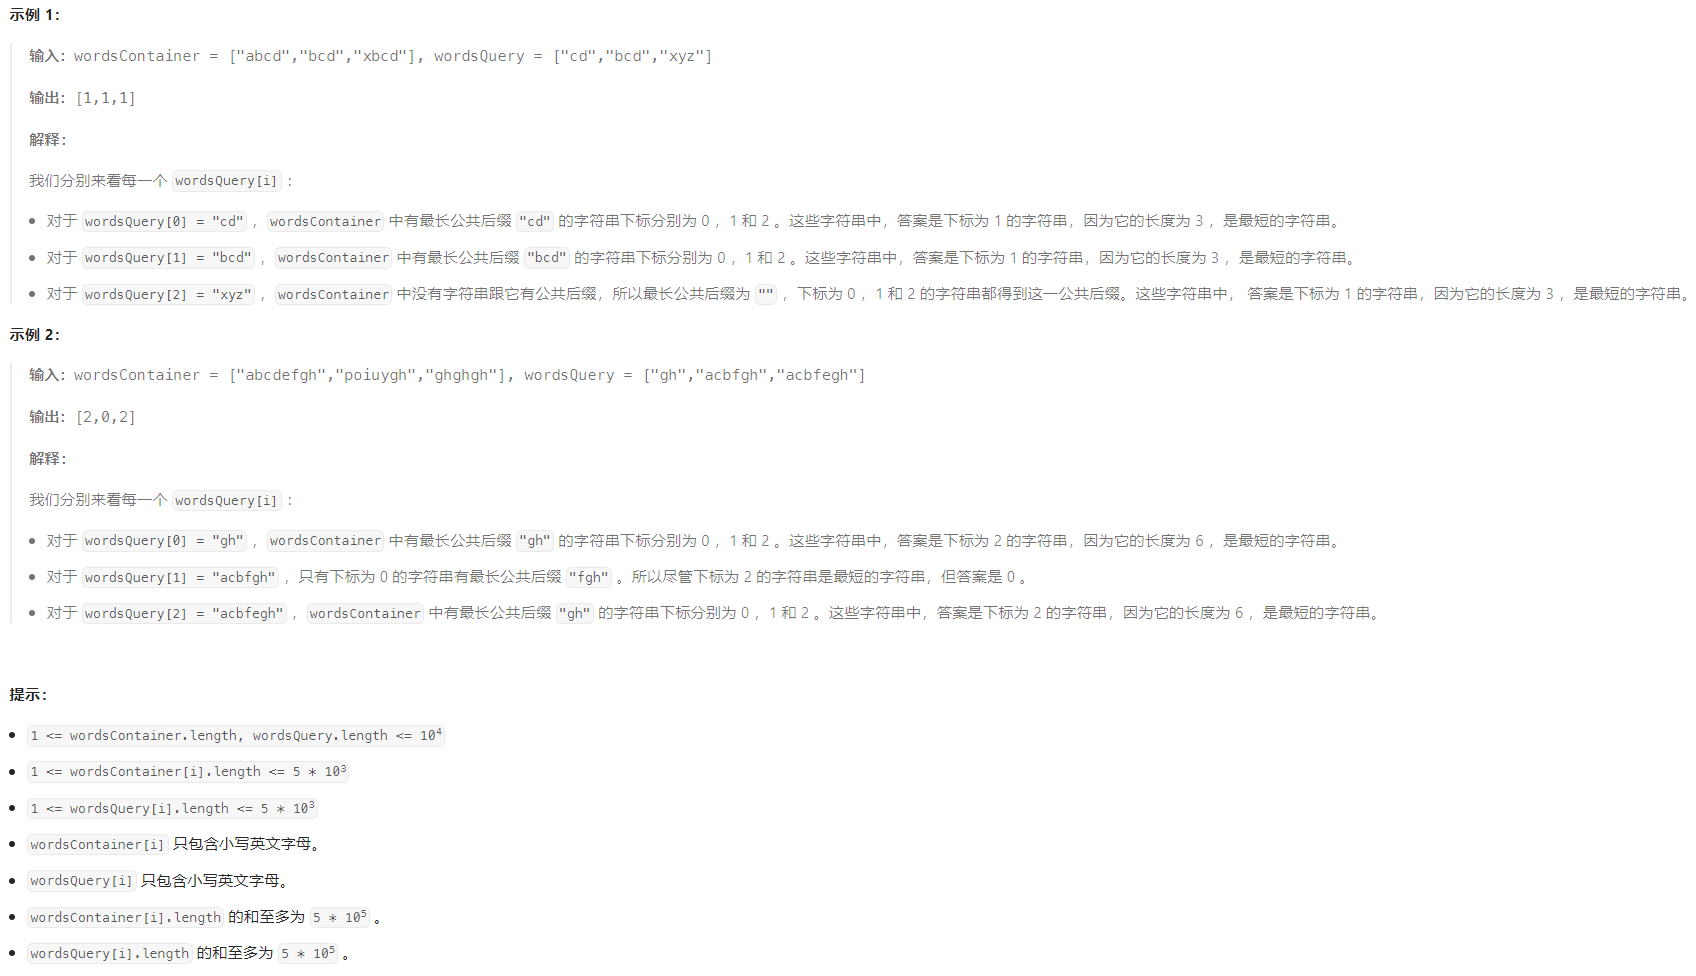 示例 1：
输入：wordsContainer = ["abcd","bcd","xbcd"], wordsQuery = ["cd","bcd","xyz"]
输出：[1,1,1]
解释：
我们分别来看每一个 wordsQuery[i] ：
• 对于 wordsQuery[0] = "cd" ，wordsContainer 中有最长公共后缀 "cd" 的字符串下标分别为 0 ，1 和 2 。这些字符串中，答案是下标为 1 的字符串，因为它的长度为 3 ，是最短的字符串。
• 对于 wordsQuery[1] = "bcd" ，wordsContainer 中有最长公共后缀 "bcd" 的字符串下标分别为 0 ，1 和 2 。这些字符串中，答案是下标为 1 的字符串，因为它的长度为 3 ，是最短的字符串。
• 对于 wordsQuery[2] = "xyz" ，wordsContainer 中没有字符串跟它有公共后缀，所以最长公共后缀为 "" ，下标为 0 ，1 和 2 的字符串都得到这一公共后缀。这些字符串中， 答案是下标为 1 的字符串，因为它的长度为 3 ，是最短的字符串。
示例 2：
输入：wordsContainer = ["abcdefgh","poiuygh","ghghgh"], wordsQuery = ["gh","acbfgh","acbfegh"]
输出：[2,0,2]
解释：
我们分别来看每一个 wordsQuery[i] ：
• 对于 wordsQuery[0] = "gh" ，wordsContainer 中有最长公共后缀 "gh" 的字符串下标分别为 0 ，1 和 2 。这些字符串中，答案是下标为 2 的字符串，因为它的长度为 6 ，是最短的字符串。
• 对于 wordsQuery[1] = "acbfgh" ，只有下标为 0 的字符串有最长公共后缀 "fgh" 。所以尽管下标为 2 的字符串是最短的字符串，但答案是 0 。
• 对于 wordsQuery[2] = "acbfegh" ，wordsContainer 中有最长公共后缀 "gh" 的字符串下标分别为 0 ，1 和 2 。这些字符串中，答案是下标为 2 的字符串，因为它的长度为 6 ，是最短的字符串。
提示：
• 1 <= wordsContainer.length, wordsQuery.length <= 10⁴
• 1 <= wordsContainer[i].length <= 5 * 10³
• 1 <= wordsQuery[i].length <= 5 * 10³
• wordsContainer[i] 只包含小写英文字母。
• wordsQuery[i] 只包含小写英文字母。
• wordsContainer[i].length 的和至多为 5 * 10⁵ 。
• wordsQuery[i].length 的和至多为 5 * 10⁵ 。